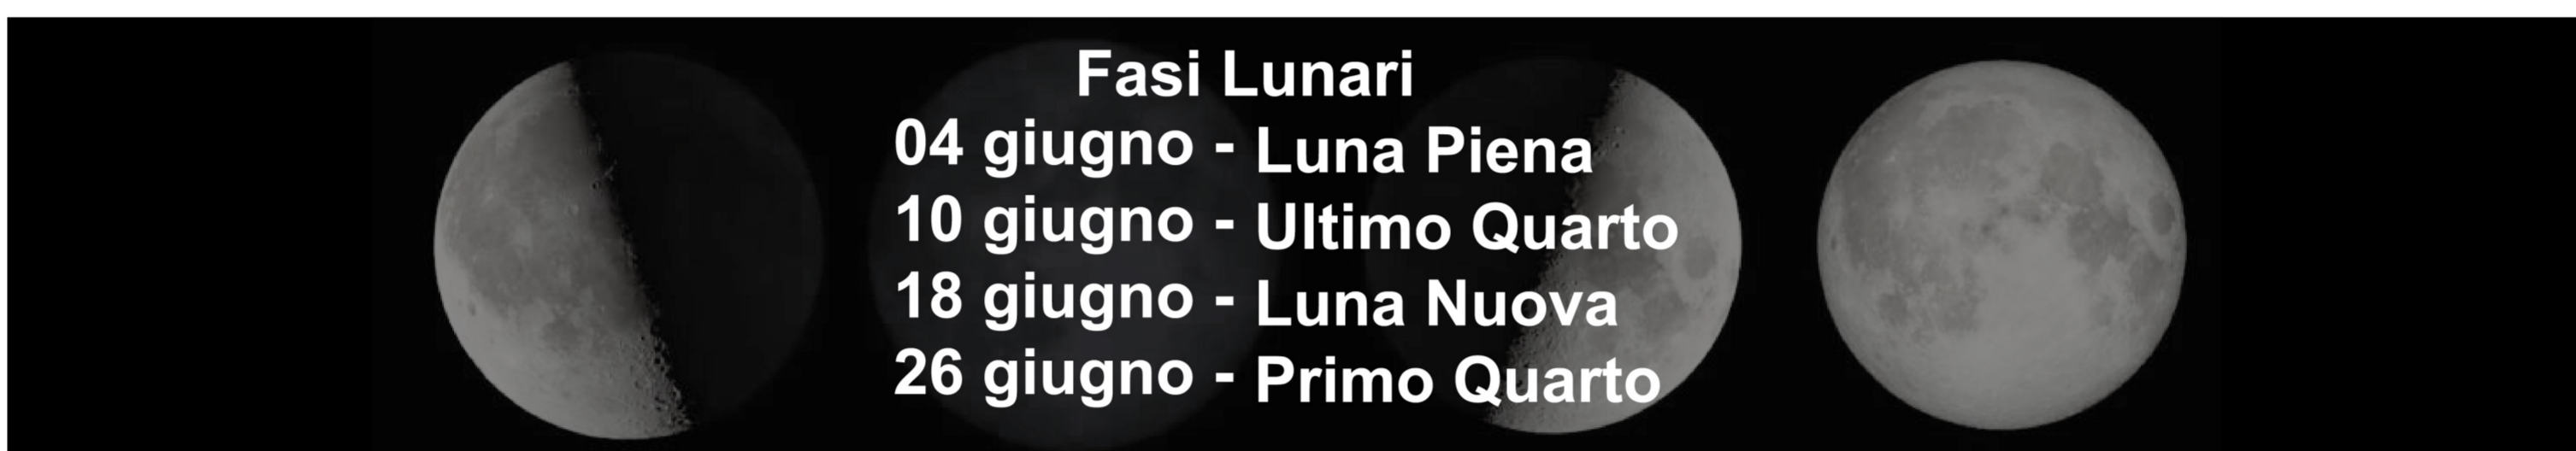 Fasi Lunari
04 giugno - Luna Piena
10 giugno - Ultimo Quarto
18 giugno - Luna Nuova
26 giugno - Primo Quarto